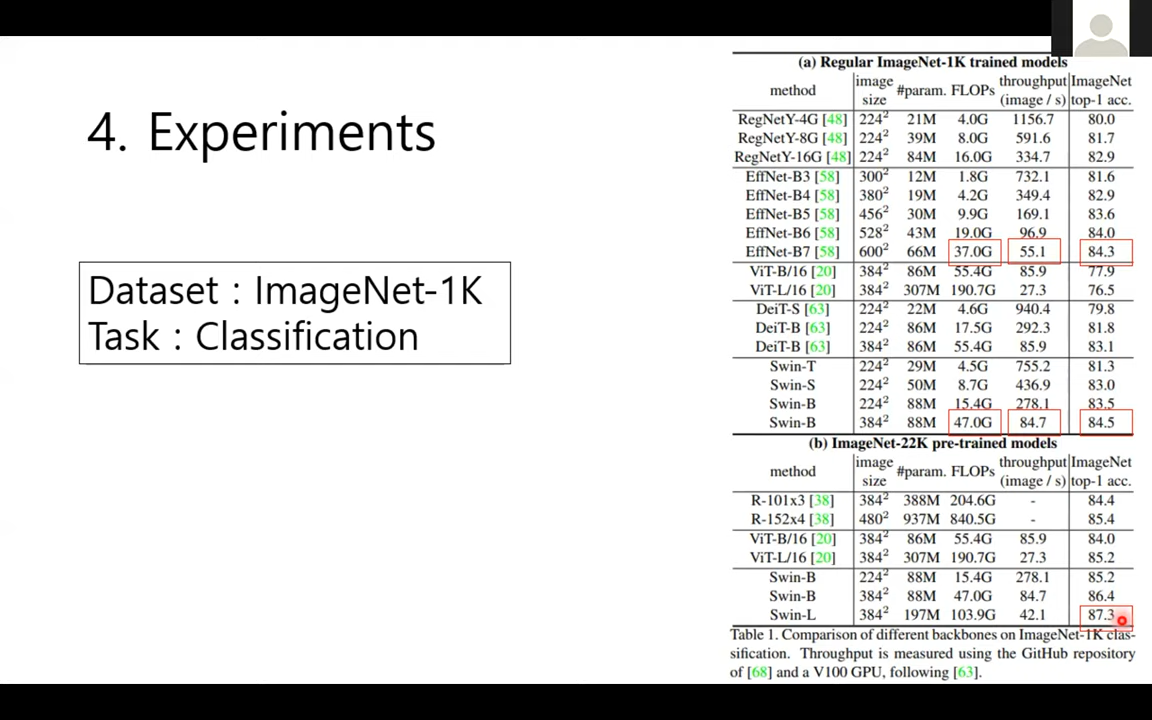 4. Experiments
Dataset : ImageNet-1K
Task : Classification
(a) Regular ImageNet-1K trained models
method image size #param. FLOPs throughput (image / s) ImageNet top-1 acc.
RegNetY-4G [48] 224² 21M 4.0G 1156.7 80.0
RegNetY-8G [48] 224² 39M 8.0G 591.6 81.7
RegNetY-16G [48] 224² 84M 16.0G 334.7 82.9
EffNet-B3 [58] 300² 12M 1.8G 732.1 81.6
EffNet-B4 [58] 380² 19M 4.2G 349.4 82.9
EffNet-B5 [58] 456² 30M 9.9G 169.1 83.6
EffNet-B6 [58] 528² 43M 19.0G 96.9 84.0
EffNet-B7 [58] 600² 66M 37.0G 55.1 84.3
ViT-B/16 [20] 384² 86M 55.4G 85.9 77.9
ViT-L/16 [20] 384² 307M 190.7G 27.3 76.5
DeiT-S [63] 224² 22M 4.6G 940.4 79.8
DeiT-B [63] 224² 86M 17.5G 292.3 81.8
DeiT-B [63] 384² 86M 55.4G 85.9 83.1
Swin-T 224² 29M 4.5G 755.2 81.3
Swin-S 224² 50M 8.7G 436.9 83.0
Swin-B 224² 88M 15.4G 278.1 83.5
Swin-B 384² 88M 47.0G 84.7 84.5
(b) ImageNet-22K pre-trained models
method image size #param. FLOPs throughput (image / s) ImageNet top-1 acc.
R-101x3 [38] 384² 388M 204.6G - 84.4
R-152x4 [38] 480² 937M 840.5G - 85.4
ViT-B/16 [20] 384² 86M 55.4G 85.9 84.0
ViT-L/16 [20] 384² 307M 190.7G 27.3 85.2
Swin-B 224² 88M 15.4G 278.1 85.2
Swin-B 384² 88M 47.0G 84.7 86.4
Swin-L 384² 197M 103.9G 42.1 87.3
Table 1. Comparison of different backbones on ImageNet-1K clas-
sification. Throughput is measured using the GitHub repository
of [68] and a V100 GPU, following [63].